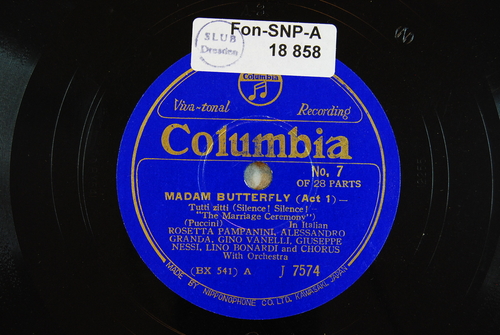 SLUB
Dresden
Fon-SNP-A
18 858
Columbia
Viva-tonal Recording
Columbia
No. 7
OF 28 PARTS
MADAM BUTTERFLY (Act 1)—
Tutti zitti (Silence! Silence!
"The Marriage Ceremony")
(Puccini) In Italian
ROSETTA PAMPANINI, ALESSANDRO
GRANDA, GINO VANELLI, GIUSEPPE
NESSI, LINO BONARDI and CHORUS
With Orchestra
(BX 541) A J 7574
MADE BY NIPPONOPHONE CO. LTD. KAWASAKI, JAPAN